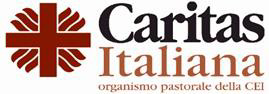 Caritas
Italiana
organismo pastorale della CEI